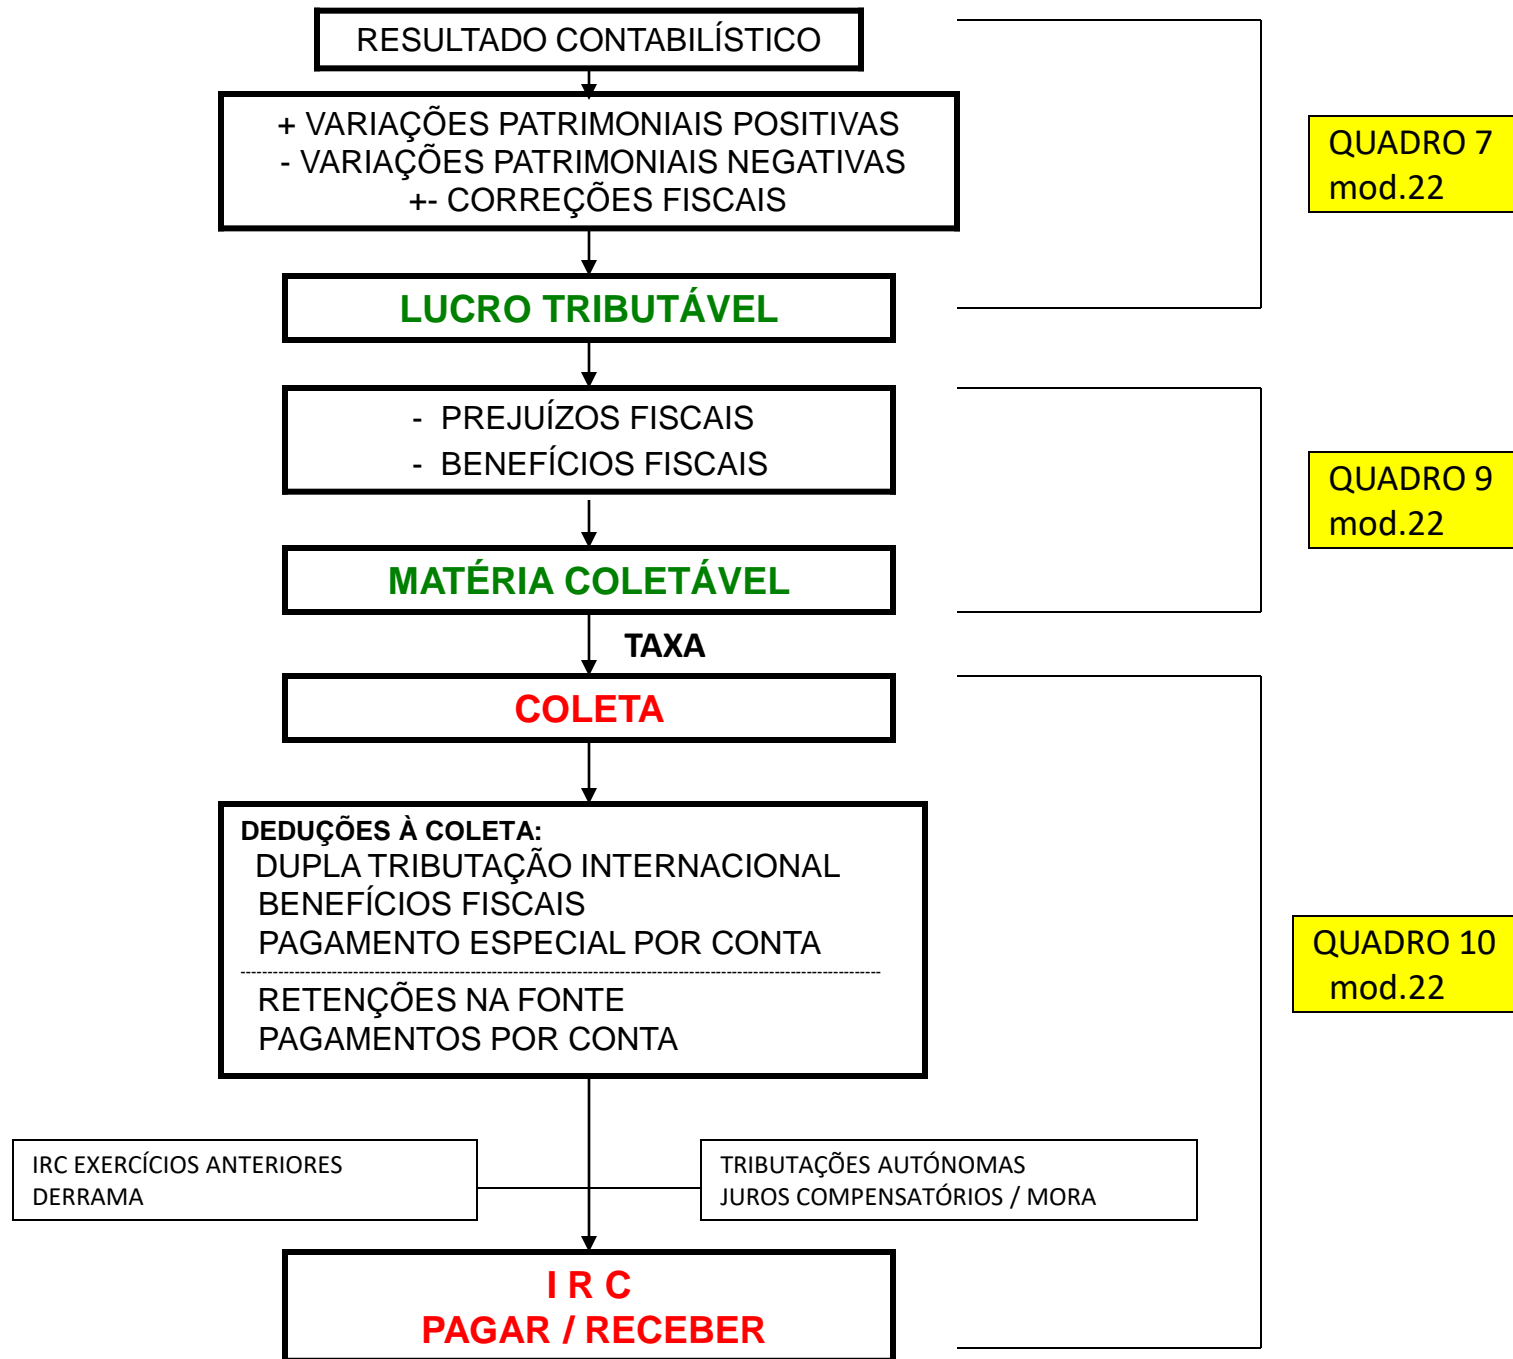 RESULTADO CONTABILÍSTICO
+ VARIAÇÕES PATRIMONIAIS POSITIVAS
- VARIAÇÕES PATRIMONIAIS NEGATIVAS
+- CORREÇÕES FISCAIS
QUADRO 7
mod.22
LUCRO TRIBUTÁVEL
- PREJUÍZOS FISCAIS
- BENEFÍCIOS FISCAIS
QUADRO 9
mod.22
MATÉRIA COLETÁVEL
TAXA
COLETA
DEDUÇÕES À COLETA:
DUPLA TRIBUTAÇÃO INTERNACIONAL
BENEFÍCIOS FISCAIS
PAGAMENTO ESPECIAL POR CONTA
RETENÇÕES NA FONTE
PAGAMENTOS POR CONTA
QUADRO 10
mod.22
IRC EXERCÍCIOS ANTERIORES
DERRAMA
TRIBUTAÇÕES AUTÓNOMAS
JUROS COMPENSATÓRIOS / MORA
I R C
PAGAR / RECEBER